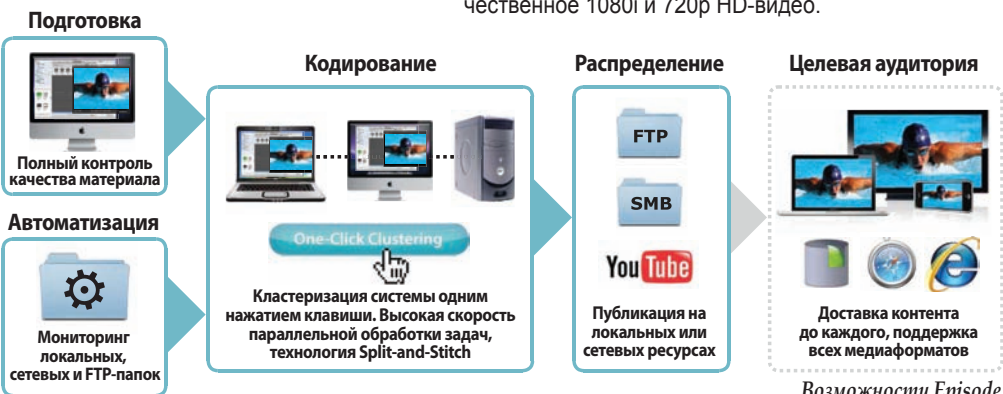 чественное 1080i и 720p HD-видео.
Подготовка
Полный контроль
качества материала
Автоматизация
Мониторинг
локальных,
сетевых и FTP-папок
Кодирование
One-Click Clustering
Кластеризация системы одним
нажатием клавиши. Высокая скорость
параллельной обработки задач,
технология Split-and-Stitch
Распределение
FTP
SMB
YouTube
Публикация на
локальных или
сетевых ресурсах
Целевая аудитория
Доставка контента
до каждого, поддержка
всех медиаформатов
Возможности Episode